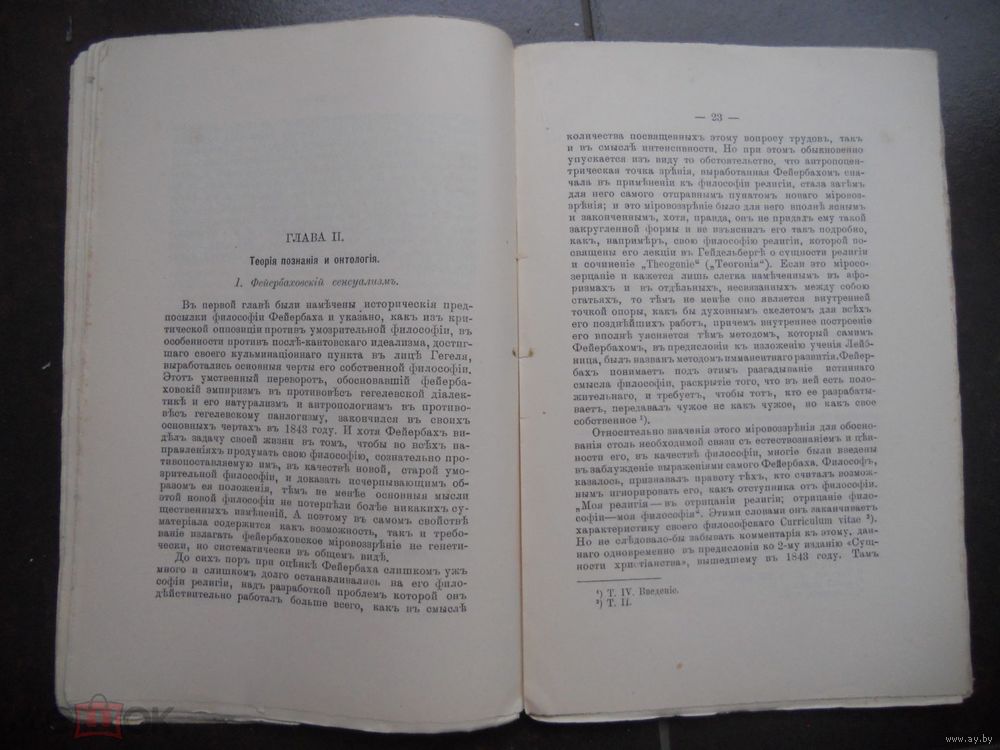 ГЛАВА II.
Теорія познанія и онтологія.
1. Фейербаховскій сенсуализмъ.
Въ первой главѣ были намѣчены историческія пред-
посылки философіи Фейербаха и указано, какъ изъ кри-
тической оппозиціи противъ умозрительной философіи, въ
особенности противъ послѣ-кантовскаго идеализма, достиг-
шаго своего кульминаціоннаго пункта въ лицѣ Гегеля,
выработались основныя черты его собственной философіи.
Этотъ умственный переворотъ, обосновавшій фейерба-
ховскій эмпиризмъ въ противовѣсъ гегелевской діалек-
тикѣ и его натурализмъ и антропологизмъ въ противо-
вѣсъ гегелевскому панлогизму, закончился въ своихъ
основныхъ чертахъ въ 1843 году. И хотя Фейербахъ ви-
дѣлъ задачу своей жизни въ томъ, чтобы во всѣхъ на-
правленіяхъ продумать свою философію, сознательно про-
тивопоставляемую имъ, въ качествѣ новой, старой умо-
зрительной философіи, и доказать исчерпывающимъ об-
разомъ ея положенія, тѣмъ не менѣе основныя мысли
этой новой философіи не потерпѣли болѣе никакихъ су-
щественныхъ измѣненій. А поэтому въ самомъ свойствѣ
матеріала содержится какъ возможность, такъ и требо-
ваніе излагать фейербаховское міровоззрѣніе не генети-
чески, но систематически въ общемъ видѣ.
До сихъ поръ при оцѣнкѣ Фейербаха слишкомъ ужъ
много и слишкомъ долго останавливались на его фило-
софіи религіи, надъ разработкой проблемъ которой онъ
дѣйствительно работалъ больше всего, какъ въ смыслѣ
— 23 —
количества посвященныхъ этому вопросу трудовъ, такъ
и въ смыслѣ интенсивности. Но при этомъ обыкновенно
упускается изъ виду то обстоятельство, что антропоцен-
трическая точка зрѣнія, выработанная Фейербахомъ сна-
чала въ примѣненіи къ философіи религіи, стала затѣмъ
для него самого отправнымъ пунктомъ новаго міровоз-
зрѣнія; и это міровоззрѣніе было для него вполнѣ яснымъ
и законченнымъ, хотя, правда, онъ не придалъ ему такой
закругленной формы и не изъяснилъ его такъ подробно,
какъ, напримѣръ, свою философію религіи, которой по-
священы его лекціи въ Гейдельбергѣ о сущности религіи
и сочиненіе „Theogonie“ („Теогонія“). Если это міросо-
зерцаніе и кажется лишь слегка намѣченнымъ въ афо-
ризмахъ и въ отдѣльныхъ, несвязанныхъ между собою
статьяхъ, то тѣмъ не менѣе оно является внутренней
точкой опоры, какъ бы духовнымъ скелетомъ для всѣхъ
его позднѣйшихъ работъ, причемъ внутреннее построеніе
его вполнѣ уясняется тѣмъ методомъ, который самимъ
Фейербахомъ, въ предисловіи къ изложенію ученія Лейб-
ница, былъ названъ методомъ имманентнаго развитія. Фейер-
бахъ понимаетъ подъ этимъ разгадываніе истиннаго
смысла философіи, раскрытіе того, что въ ней есть поло-
жительнаго, и требуетъ, чтобы тотъ, кто ее разрабаты-
ваетъ, передавалъ чужое не какъ чужое, но какъ свое
собственное ¹).
Относительно значенія этого міровоззрѣнія для обосно-
ванія столь необходимой связи съ естествознаніемъ и цѣн-
ности его, въ качествѣ философіи, многіе были введены
въ заблужденіе выраженіями самого Фейербаха. Философъ,
казалось, признавалъ правоту тѣхъ, кто считалъ возмож-
нымъ игнорировать его, какъ отступника отъ философіи.
„Моя религія — въ отрицаніи религіи; отрицаніе фило-
софіи—моя философія“. Этими словами онъ заканчиваетъ
характеристику своего философскаго Curriculum vitae ²).
Но не слѣдовало-бы забывать комментарія къ этому, дан-
наго одновременно въ предисловіи ко 2-му изданію «Сущ-
ности христіанства», вышедшему въ 1843 году. Тамъ
¹) Т. IV. Введеніе.
²) Т. II.
www.ay.by